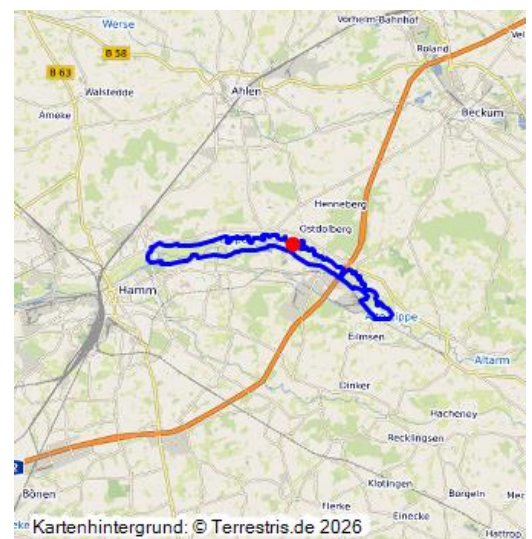 Vorhelm-Bahnhof
Werse
Vel
B 58
Roland
B 63
Walstedde
Ahlen
Beckum
Ameke
Henneberg
Ostdolberg
Hamm
Eilmsen
Altarm
Dinker
Hacheney
Recklingsen
Klotingen
Bönen
Borgeln
Mer
Flerke
Einecke
Hattrop
Kartenhintergrund: © Terrestris.de 2026